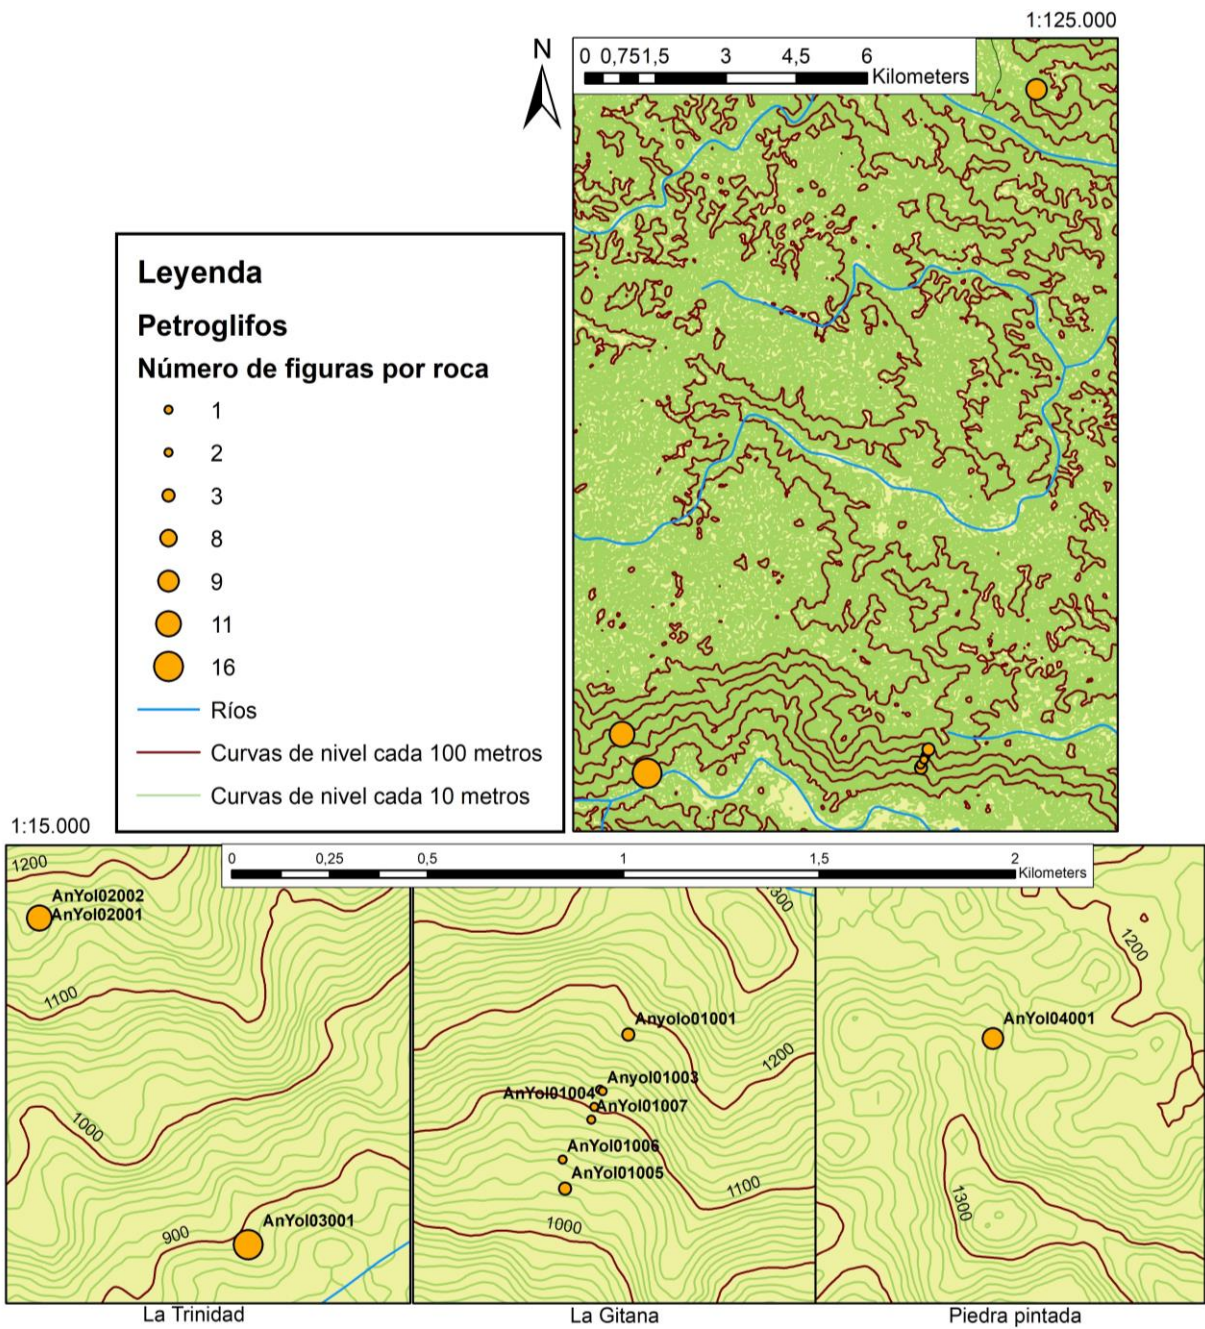 1:125.000
N
0 0,75 1,5 3 4,5 6
Kilometers
Leyenda
Petroglifos
Número de figuras por roca
1
2
3
8
9
11
16
Ríos
Curvas de nivel cada 100 metros
Curvas de nivel cada 10 metros
1:15.000
0 0,25 0,5 1 1,5 2
Kilometers
1200
AnYol02002
AnYol02001
1100
1000
900
AnYol03001
La Trinidad
1300
Anyolo01001
1200
Anyol01003
AnYol01004
AnYol01007
AnYol01006
AnYol01005
1100
1000
La Gitana
1200
AnYol04001
1300
Piedra pintada